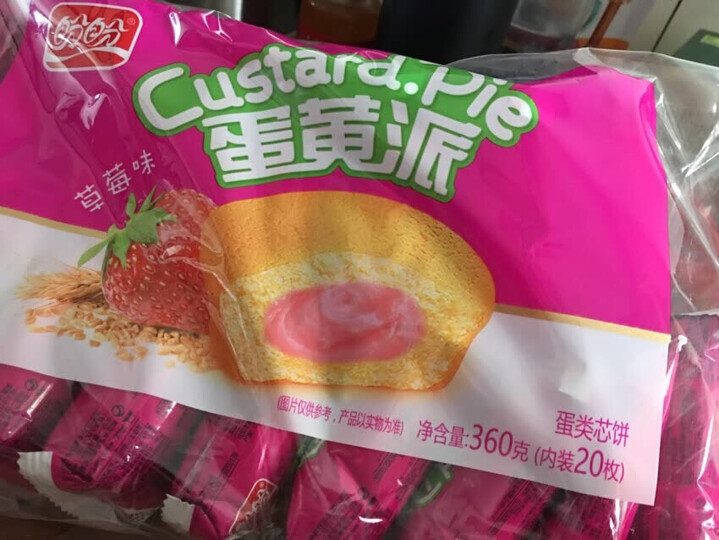 盼盼
Custard.Pie
蛋黄派
草莓味
蛋类芯饼
(图片仅供参考，产品以实物为准)
净含量:360克 (内装20枚)